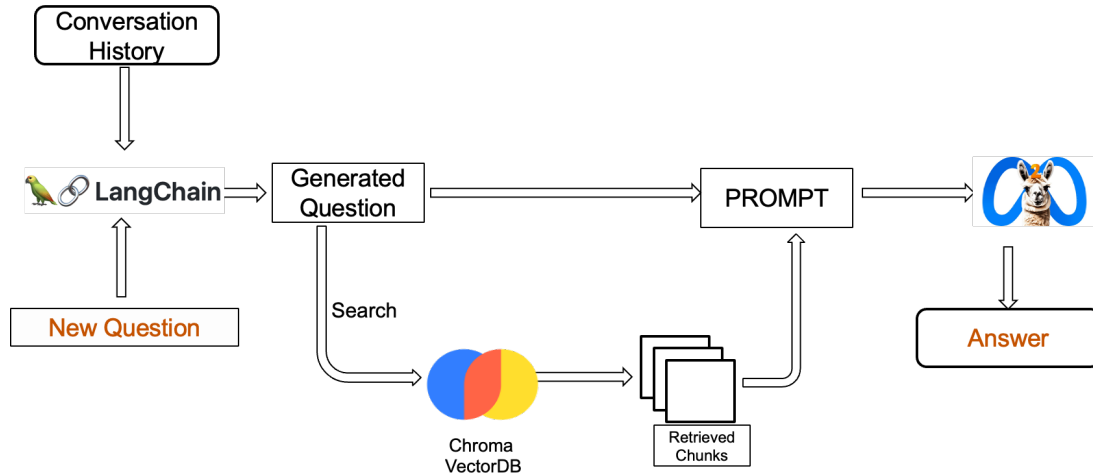 Conversation
History
LangChain
Generated
Question
PROMPT
New Question
Search
Answer
Chroma
VectorDB
Retrieved
Chunks